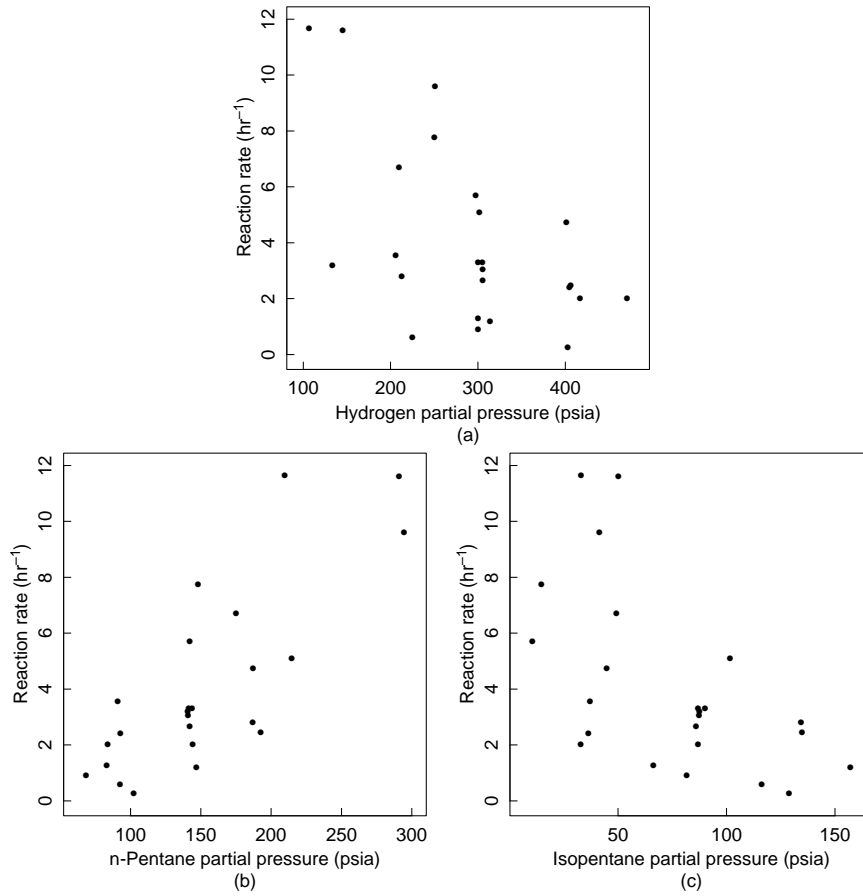 Reaction rate (hr−1)
0 2 4 6 8 10 12
100 200 300 400
Hydrogen partial pressure (psia)
(a)
Reaction rate (hr−1)
0 2 4 6 8 10 12
100 150 200 250 300
n-Pentane partial pressure (psia)
(b)
Reaction rate (hr−1)
0 2 4 6 8 10 12
50 100 150
Isopentane partial pressure (psia)
(c)